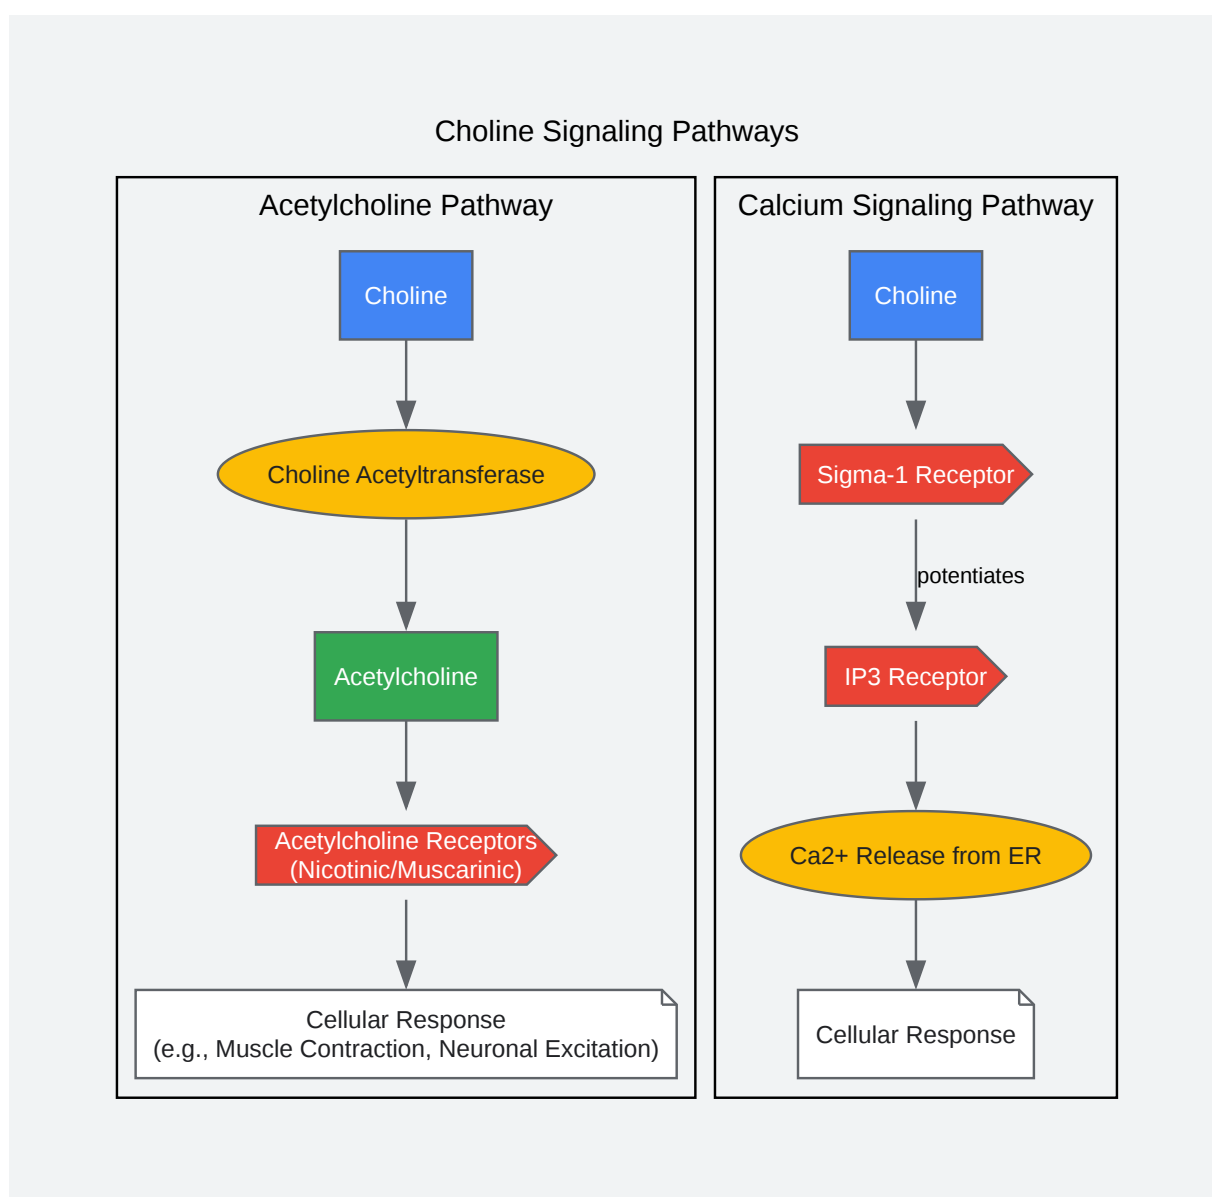 Choline Signaling Pathways
Acetylcholine Pathway
Choline
Choline Acetyltransferase
Acetylcholine
Acetylcholine Receptors
(Nicotinic/Muscarinic)
Cellular Response
(e.g., Muscle Contraction, Neuronal Excitation)
Calcium Signaling Pathway
Choline
Sigma-1 Receptor
potentiates
IP3 Receptor
Ca2+ Release from ER
Cellular Response